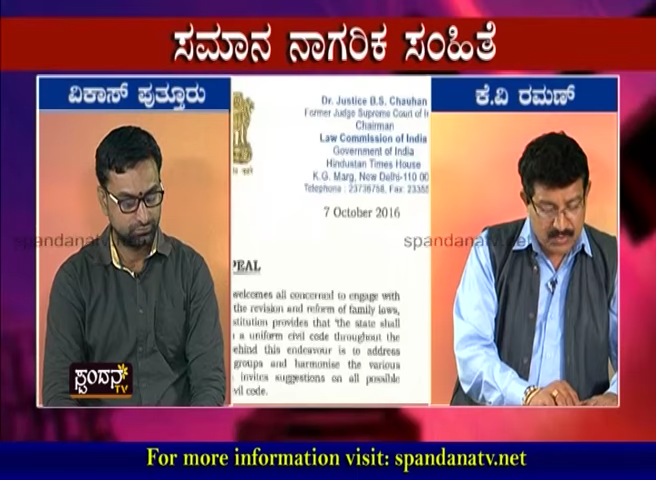 ಸಮಾನ ನಾಗರಿಕ ಸಂಹಿತೆ
ವಿಕಾಸ್ ಪುತ್ತೂರು
ಕೆ.ವಿ ರಮಣ್
Dr. Justice B.S. Chauhan
Former Judge Supreme Court of
Chairman
Law Commission of India
Government of India
Hindustan Times House
K.G. Marg, New Delhi-110 00
Telephone : 23736758, Fax: 2335
7 October 2016
PEAL
welcomes all concerned to engage with
the revision and reform of family laws,
stitution provides that 'the state shall
a uniform civil code throughout the
behind this endeavour is to address
groups and harmonise the various
invites suggestions on all possible
vil code.
spandanaTV.com
spandanaTV.com
ಸ್ಪಂದನ್
TV
For more information visit: spandanatv.net